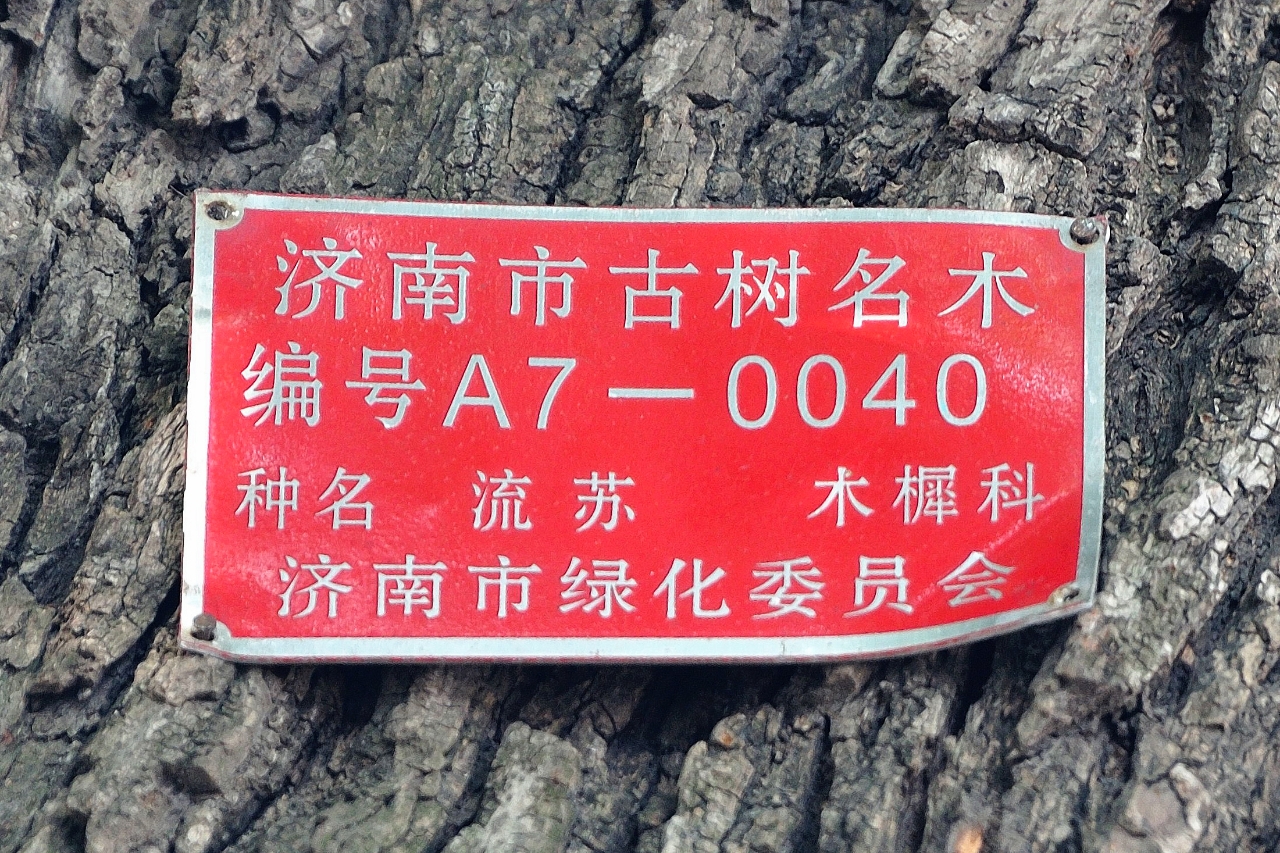 济南市古树名木
编号A7—0040
种名 流苏 木樨科
济南市绿化委员会